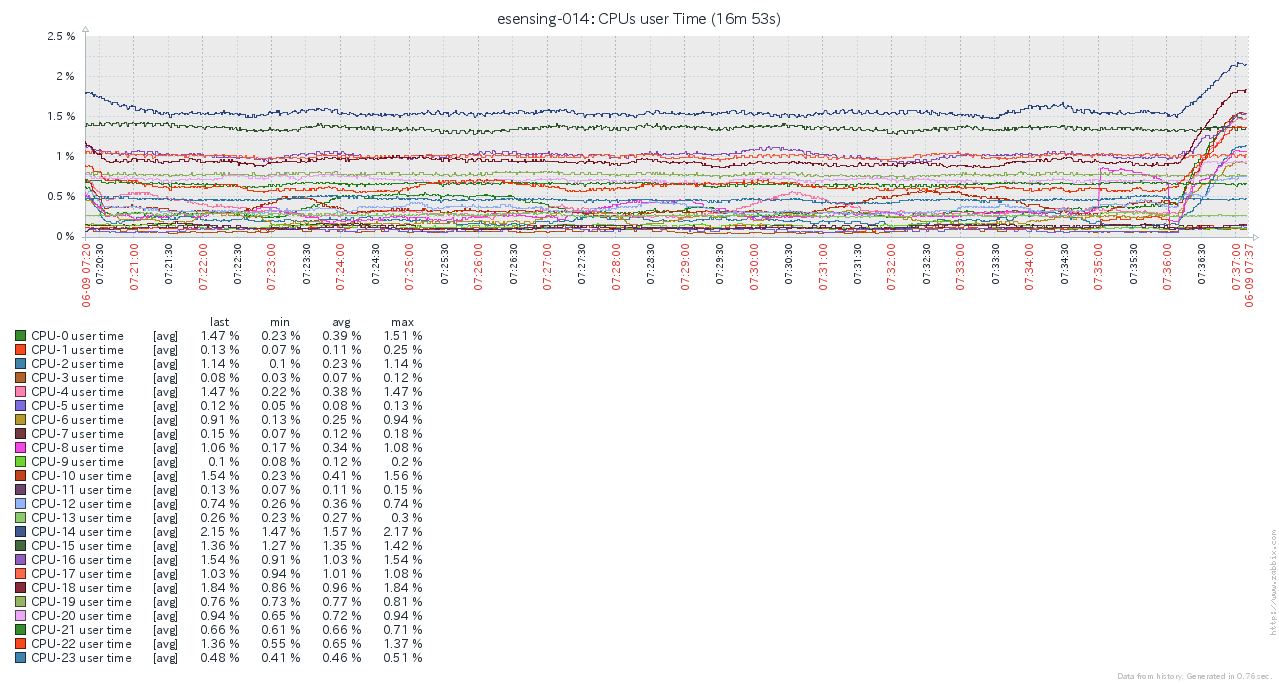 esensing-014: CPUs user Time (16m 53s)
2.5 %
2 %
1.5 %
1 %
0.5 %
0 %
06-09 07:20 07:20:30 07:21:00 07:21:30 07:22:00 07:22:30 07:23:00 07:23:30 07:24:00 07:24:30 07:25:00 07:25:30 07:26:00 07:26:30 07:27:00 07:27:30 07:28:00 07:28:30 07:29:00 07:29:30 07:30:00 07:30:30 07:31:00 07:31:30 07:32:00 07:32:30 07:33:00 07:33:30 07:34:00 07:34:30 07:35:00 07:35:30 07:36:00 07:36:30 07:37:00 06-09 07:37
last min avg max
CPU-0 user time [avg] 1.47 % 0.23 % 0.39 % 1.51 %
CPU-1 user time [avg] 0.13 % 0.07 % 0.11 % 0.25 %
CPU-2 user time [avg] 1.14 % 0.1 % 0.23 % 1.14 %
CPU-3 user time [avg] 0.08 % 0.03 % 0.07 % 0.12 %
CPU-4 user time [avg] 1.47 % 0.22 % 0.38 % 1.47 %
CPU-5 user time [avg] 0.12 % 0.05 % 0.08 % 0.13 %
CPU-6 user time [avg] 0.91 % 0.13 % 0.25 % 0.94 %
CPU-7 user time [avg] 0.15 % 0.07 % 0.12 % 0.18 %
CPU-8 user time [avg] 1.06 % 0.17 % 0.34 % 1.08 %
CPU-9 user time [avg] 0.1 % 0.08 % 0.12 % 0.2 %
CPU-10 user time [avg] 1.54 % 0.23 % 0.41 % 1.56 %
CPU-11 user time [avg] 0.13 % 0.07 % 0.11 % 0.15 %
CPU-12 user time [avg] 0.74 % 0.26 % 0.36 % 0.74 %
CPU-13 user time [avg] 0.26 % 0.23 % 0.27 % 0.3 %
CPU-14 user time [avg] 2.15 % 1.47 % 1.57 % 2.17 %
CPU-15 user time [avg] 1.36 % 1.27 % 1.35 % 1.42 %
CPU-16 user time [avg] 1.54 % 0.91 % 1.03 % 1.54 %
CPU-17 user time [avg] 1.03 % 0.94 % 1.01 % 1.08 %
CPU-18 user time [avg] 1.84 % 0.86 % 0.96 % 1.84 %
CPU-19 user time [avg] 0.76 % 0.73 % 0.77 % 0.81 %
CPU-20 user time [avg] 0.94 % 0.65 % 0.72 % 0.94 %
CPU-21 user time [avg] 0.66 % 0.61 % 0.66 % 0.71 %
CPU-22 user time [avg] 1.36 % 0.55 % 0.65 % 1.37 %
CPU-23 user time [avg] 0.48 % 0.41 % 0.46 % 0.51 %
http://www.zabbix.com
Data from history. Generated in 0.76 sec.